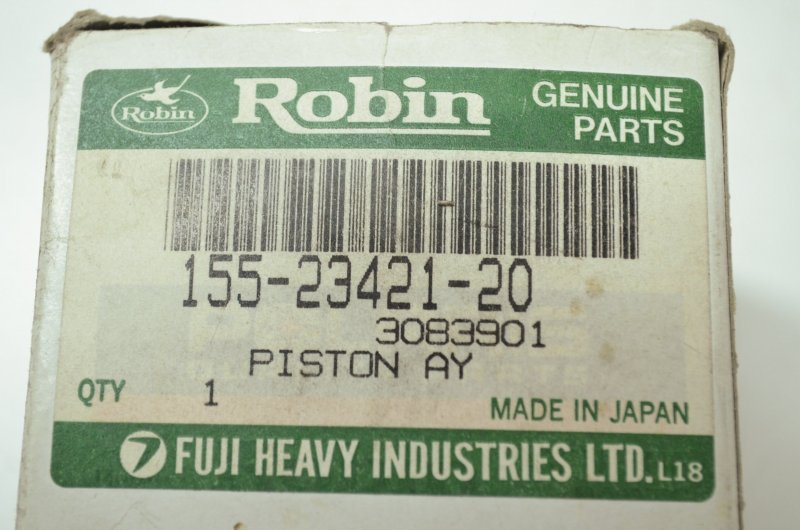 Robin
Robin
GENUINE
PARTS
155-23421-20
3083901
PISTON AY
QTY 1
MADE IN JAPAN
FUJI HEAVY INDUSTRIES LTD. L18